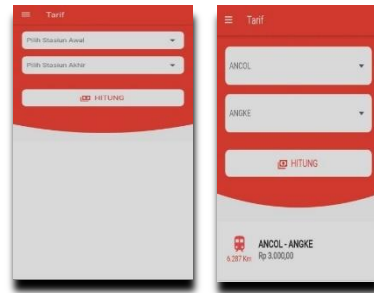 Tarif
Pilih Stasiun Awal
Pilih Stasiun Akhir
HITUNG
Tarif
ANCOL
ANGKE
HITUNG
ANCOL - ANGKE
6,287 Km
Rp 3.000,00